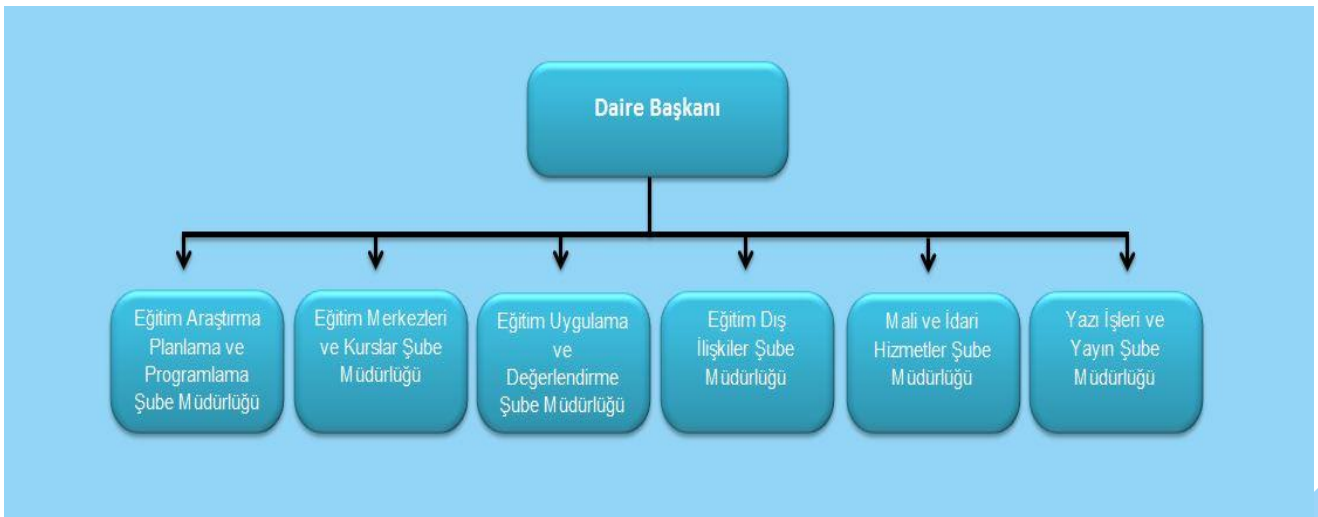 Daire Başkanı
Eğitim Araştırma
Planlama ve
Programlama
Şube Müdürlüğü
Eğitim Merkezleri
ve Kurslar Şube
Müdürlüğü
Eğitim Uygulama
ve
Değerlendirme
Şube Müdürlüğü
Eğitim Dış
İlişkiler Şube
Müdürlüğü
Mali ve İdari
Hizmetler Şube
Müdürlüğü
Yazı İşleri ve
Yayın Şube
Müdürlüğü